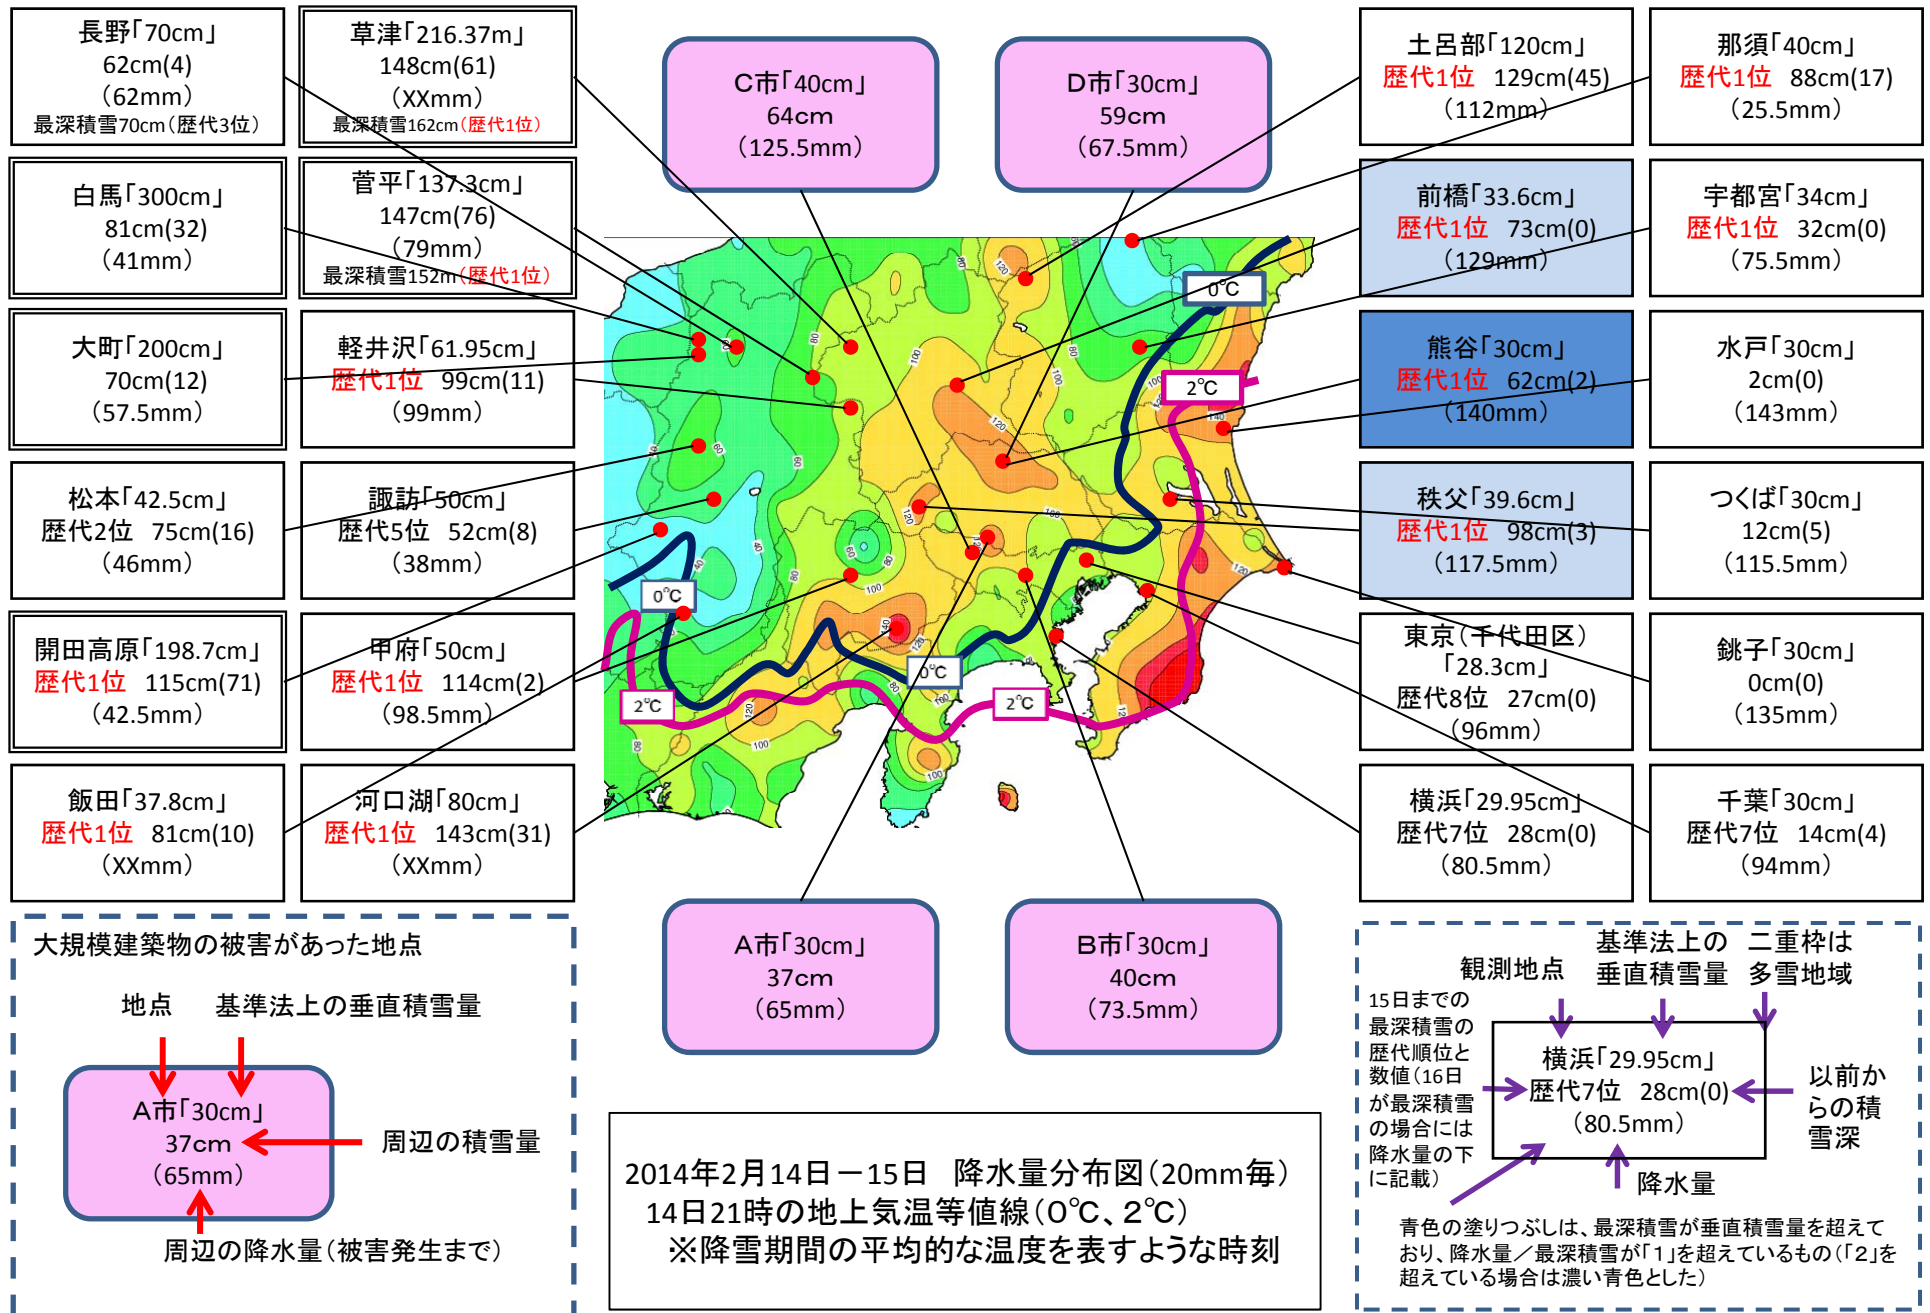 長野「70cm」
62cm(4)
（62mm）
最深積雪70cm（歴代3位）
草津「216.37m」
148cm(61)
（XXmm）
最深積雪162cm（歴代1位）
白馬「300cm」
81cm(32)
（41mm）
菅平「137.3cm」
147cm(76)
（79mm）
最深積雪152m（歴代1位）
大町「200cm」
70cm(12)
（57.5mm）
軽井沢「61.95cm」
歴代1位 99cm(11)
（99mm）
松本「42.5cm」
歴代2位 75cm(16)
（46mm）
諏訪「50cm」
歴代5位 52cm(8)
（38mm）
開田高原「198.7cm」
歴代1位 115cm(71)
（42.5mm）
甲府「50cm」
歴代1位 114cm(2)
（98.5mm）
飯田「37.8cm」
歴代1位 81cm(10)
（XXmm）
河口湖「80cm」
歴代1位 143cm(31)
（XXmm）
C市「40cm」
64cm
（125.5mm）
D市「30cm」
59cm
（67.5mm）
0℃
2℃
0℃
2℃
0℃
2℃
A市「30cm」
37cm
（65mm）
B市「30cm」
40cm
（73.5mm）
土呂部「120cm」
歴代1位 129cm(45)
（112mm）
那須「40cm」
歴代1位 88cm(17)
（25.5mm）
前橋「33.6cm」
歴代1位 73cm(0)
（129mm）
宇都宮「34cm」
歴代1位 32cm(0)
（75.5mm）
熊谷「30cm」
歴代1位 62cm(2)
（140mm）
水戸「30cm」
2cm(0)
（143mm）
秩父「39.6cm」
歴代1位 98cm(3)
（117.5mm）
つくば「30cm」
12cm(5)
（115.5mm）
東京（千代田区）
「28.3cm」
歴代8位 27cm(0)
（96mm）
銚子「30cm」
0cm(0)
（135mm）
横浜「29.95cm」
歴代7位 28cm(0)
（80.5mm）
千葉「30cm」
歴代7位 14cm(4)
（94mm）
大規模建築物の被害があった地点
地点 基準法上の垂直積雪量
A市「30cm」
37cm
（65mm）
周辺の積雪量
周辺の降水量（被害発生まで）
2014年2月14日－15日 降水量分布図（20mm毎）
14日21時の地上気温等値線（0℃、2℃）
※降雪期間の平均的な温度を表すような時刻
観測地点
基準法上の
垂直積雪量
二重枠は
多雪地域
15日までの
最深積雪の
歴代順位と
数値（16日
が最深積雪
の場合には
降水量の下
に記載）
横浜「29.95cm」
歴代7位 28cm(0)
（80.5mm）
以前か
らの積
雪深
降水量
青色の塗りつぶしは、最深積雪が垂直積雪量を超えて
おり、降水量／最深積雪が「1」を超えているもの（「2」を
超えている場合は濃い青色とした）